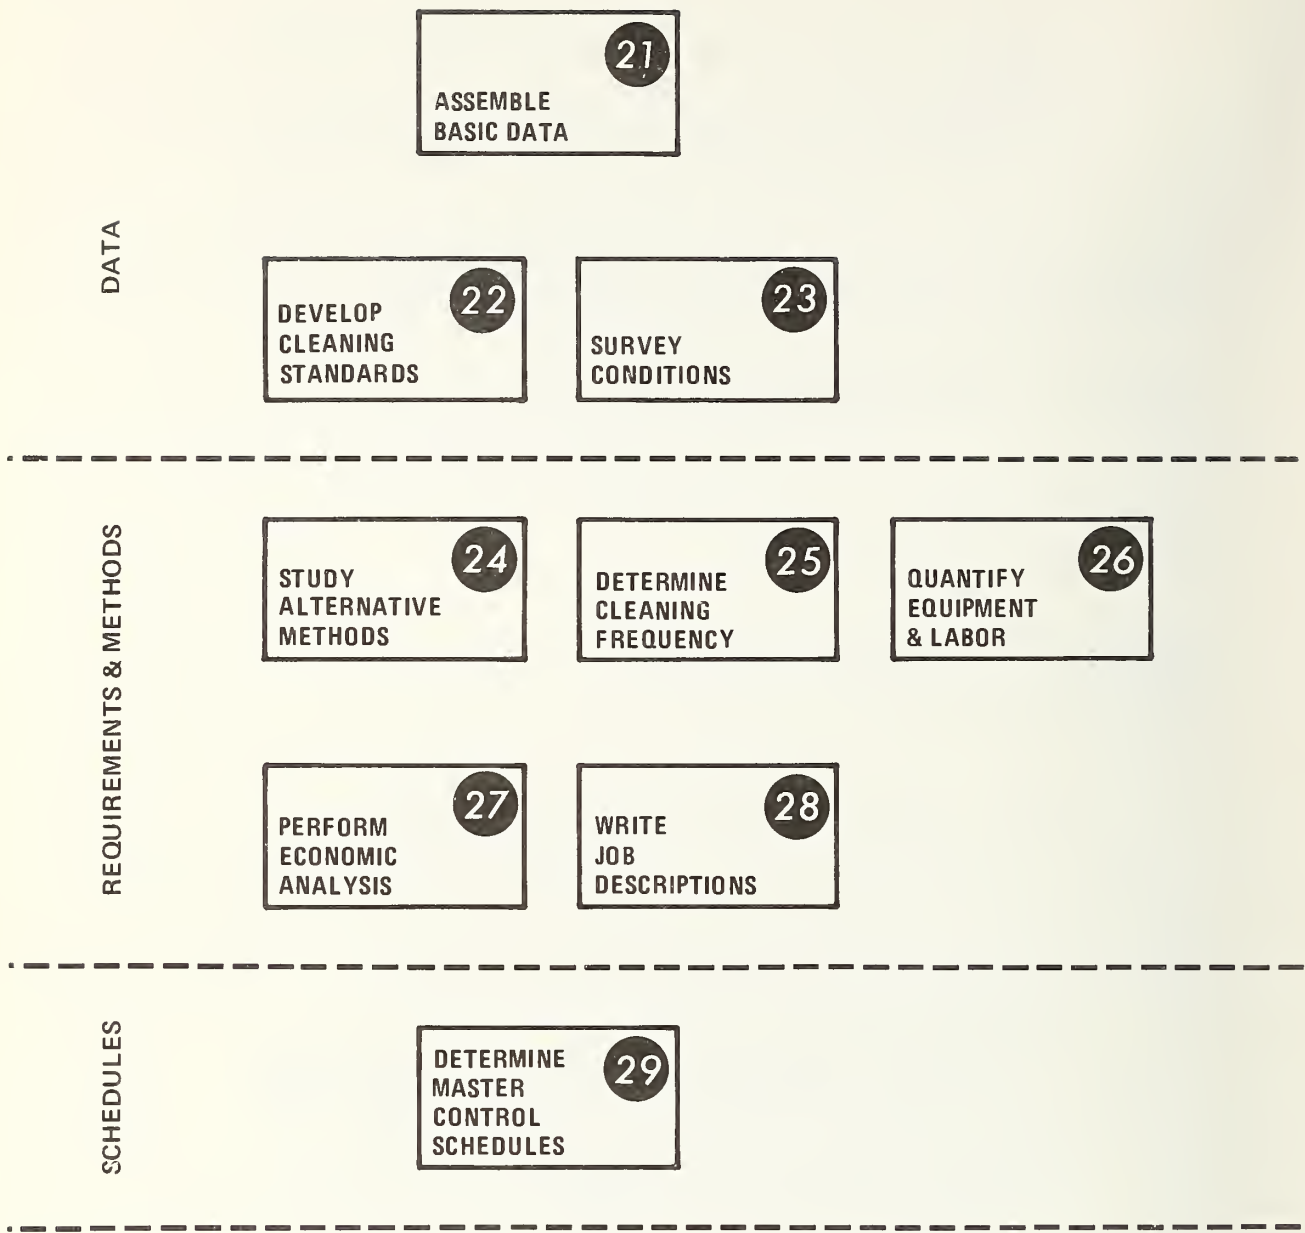 DATA
21
ASSEMBLE
BASIC DATA
22
DEVELOP
CLEANING
STANDARDS
23
SURVEY
CONDITIONS
REQUIREMENTS & METHODS
24
STUDY
ALTERNATIVE
METHODS
25
DETERMINE
CLEANING
FREQUENCY
26
QUANTIFY
EQUIPMENT
& LABOR
27
PERFORM
ECONOMIC
ANALYSIS
28
WRITE
JOB
DESCRIPTIONS
SCHEDULES
29
DETERMINE
MASTER
CONTROL
SCHEDULES